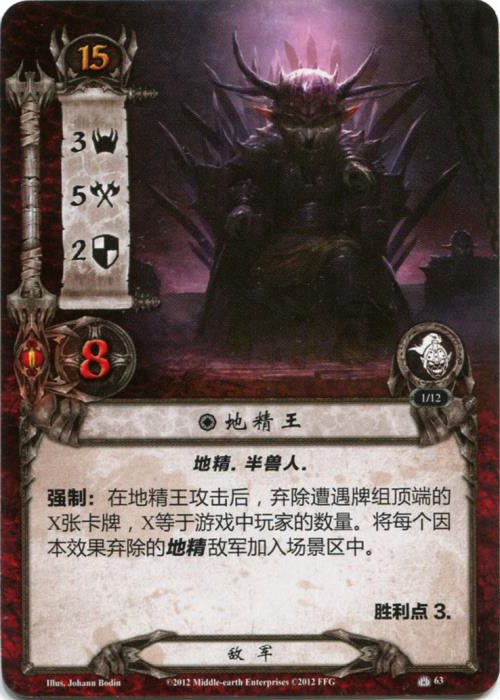 15
3
5
2
8
1/12
地精王
地精. 半兽人.
强制：在地精王攻击后，弃除遭遇牌组顶端的
X张卡牌，X等于游戏中玩家的数量。将每个因
本效果弃除的地精敌军加入场景区中。
胜利点 3.
敌军
Illus. Johann Bodin ©2012 Middle-earth Enterprises ©2012 FFG 63